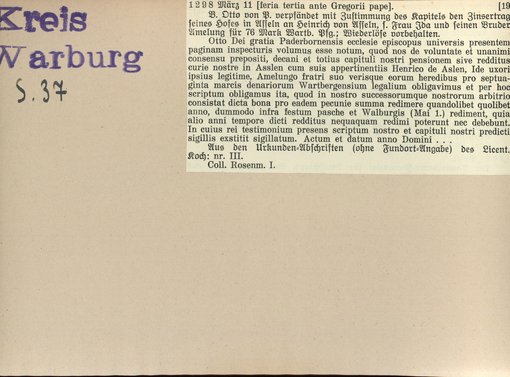 Kreis
Warburg
S. 37
1298 März 11 [feria tertia ante Gregorii pape]. [19
B. Otto von P. verpfändet mit Zustimmung des Kapitels den Zinsertrag
seines Hofes in Asseln an Heinrich von Asseln, s. Frau Ida und seinen Bruder
Amelung für 76 Mark Warb. Pfg.; Wiederlöse vorbehalten.
Otto Dei gratia Paderbornensis ecclesie episcopus universis presentem
paginam inspecturis volumus esse notum, quod nos de voluntate et unanimi
consensu prepositi, decani et totius capituli nostri pensionem sive redditus
curie nostre in Asslen cum suis appertinentiis Henrico de Aslen, Ide uxori
ipsius legitime, Amelungo fratri suo verisque eorum heredibus pro septua-
ginta marcis denariorum Wartbergensium legalium obligavimus et per hoc
scriptum obligamus ita, quod in nostro successorumque nostrorum arbitrio
consistat dicta bona pro eadem pecunie summa redimere quandolibet quolibet
anno, dummodo infra festum pasche et Walburgis (Mai 1.) rediment, quia
alio anni tempore dicti redditus nequaquam redimi poterunt nec debebunt.
In cuius rei testimonium presens scriptum nostro et capituli nostri predicti
sigillis exstitit sigillatum. Actum et datum anno Domini . . .
Aus den Urkunden-Abschriften (ohne Fundort-Angabe) des Licent.
Koch: nr. III.
Coll. Rosenm. I.